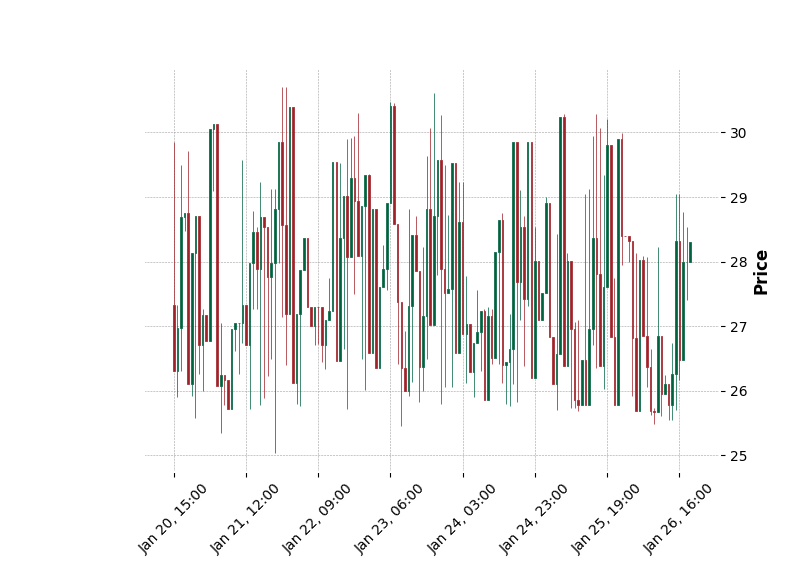 30
29
28
27
26
25
Price
Jan 20, 15:00
Jan 21, 12:00
Jan 22, 09:00
Jan 23, 06:00
Jan 24, 03:00
Jan 24, 23:00
Jan 25, 19:00
Jan 26, 16:00